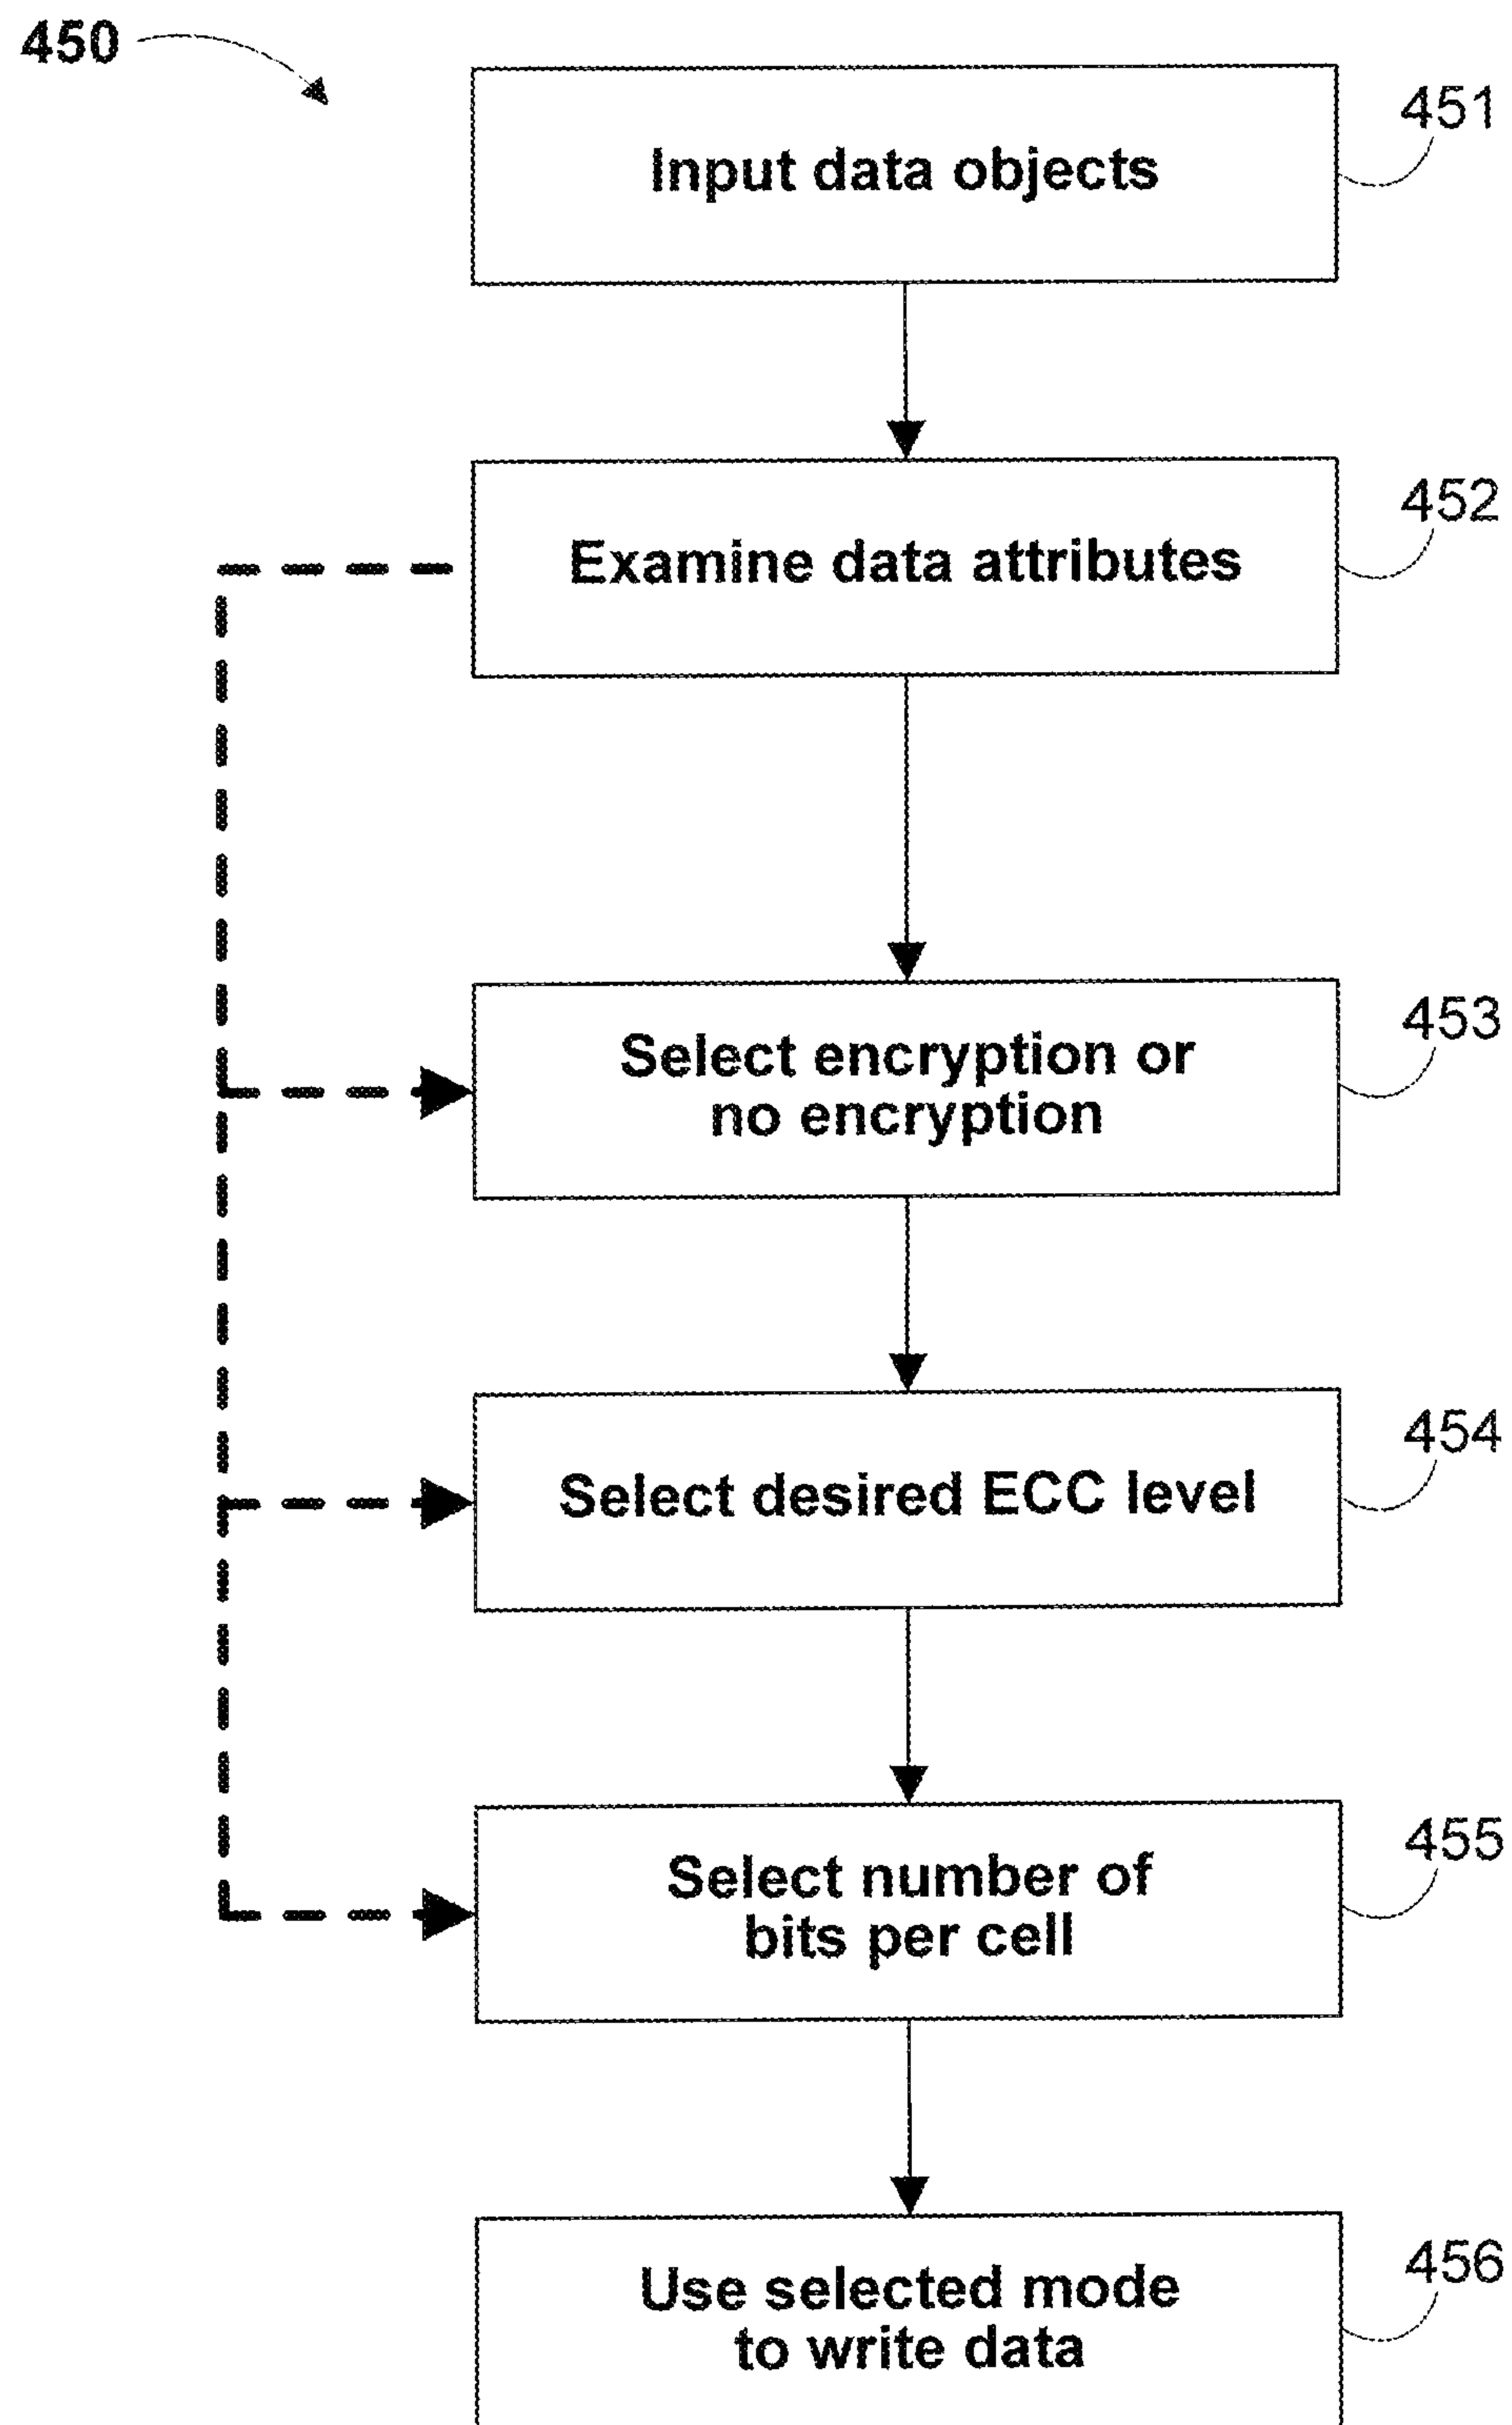 450
451
Input data objects
452
Examine data attributes
453
Select encryption or
no encryption
454
Select desired ECC level
455
Select number of
bits per cell
456
Use selected mode
to write data